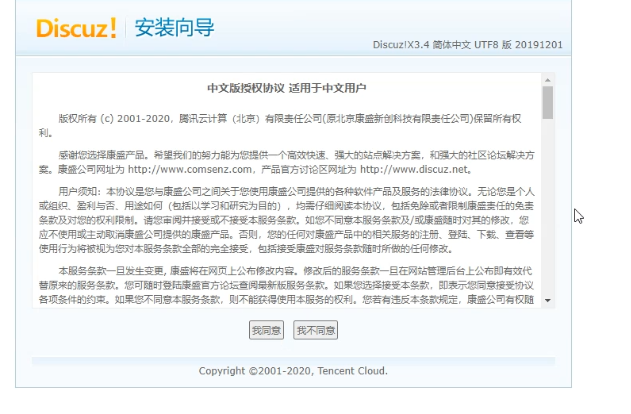 Discuz! 安装向导
Discuz!X3.4 简体中文 UTF8 版 20191201
中文版授权协议 适用于中文用户
版权所有 (c) 2001-2020，腾讯云计算（北京）有限责任公司(原北京康盛新创科技有限责任公司)保留所有权
利。
感谢您选择康盛产品。希望我们的努力能为您提供一个高效快速、强大的站点解决方案，和强大的社区论坛解决方
案。康盛公司网址为 http://www.comsenz.com，产品官方讨论区网址为 http://www.discuz.net。
用户须知：本协议是您与康盛公司之间关于您使用康盛公司提供的各种软件产品及服务的法律协议。无论您是个人
或组织、盈利与否、用途如何（包括以学习和研究为目的），均需仔细阅读本协议，包括免除或者限制康盛责任的免责
条款及对您的权利限制。请您审阅并接受或不接受本服务条款。如您不同意本服务条款及/或康盛随时对其的修改，您
应不使用或主动取消康盛公司提供的康盛产品。否则，您的任何对康盛产品中的相关服务的注册、登陆、下载、查看等
使用行为将被视为您对本服务条款全部的完全接受，包括接受康盛对服务条款随时所做的任何修改。
本服务条款一旦发生变更, 康盛将在网页上公布修改内容。修改后的服务条款一旦在网站管理后台上公布即有效代
替原来的服务条款。您可随时登陆康盛官方论坛查阅最新版服务条款。如果您选择接受本条款，即表示您同意接受协议
各项条件的约束。如果您不同意本服务条款，则不能获得使用本服务的权利。您若有违反本条款规定，康盛公司有权随
我同意 我不同意
Copyright ©2001-2020, Tencent Cloud.